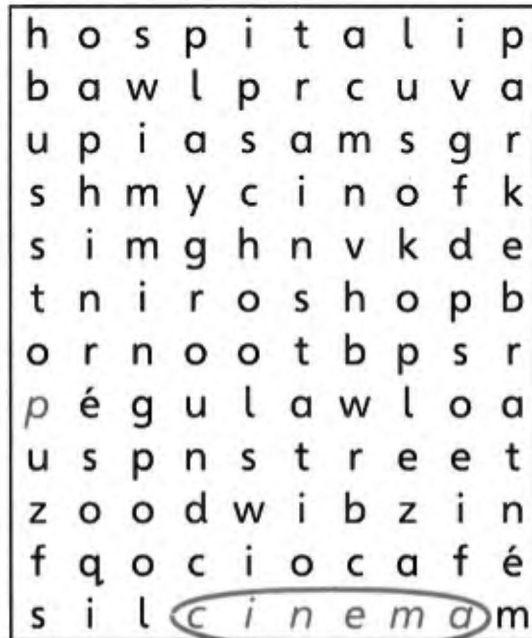 h o s p i t a l i p
b a w l p r c u v a
u p i a s a m s g r
s h m y c i n o f k
s i m g h n v k d e
t n i r o s h o p b
o r n o o t b p s r
p é g u l a w l o a
u s p n s t r e e t
z o o d w i b z i n
f q o c i o c a f é
s i l c i n e m a m